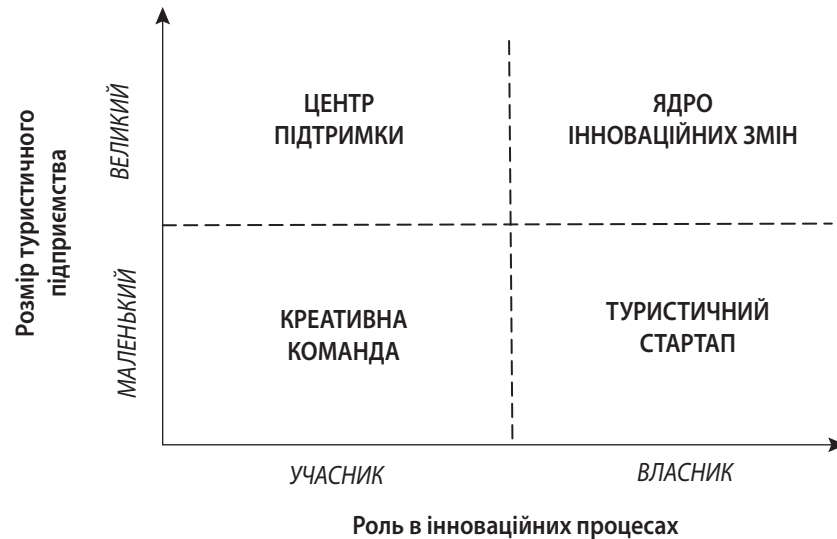 Розмір туристичного
підприємства
ВЕЛИКИЙ
МАЛЕНЬКИЙ
ЦЕНТР
ПІДТРИМКИ
ЯДРО
ІННОВАЦІЙНИХ ЗМІН
КРЕАТИВНА
КОМАНДА
ТУРИСТИЧНИЙ
СТАРТАП
УЧАСНИК
ВЛАСНИК
Роль в інноваційних процесах